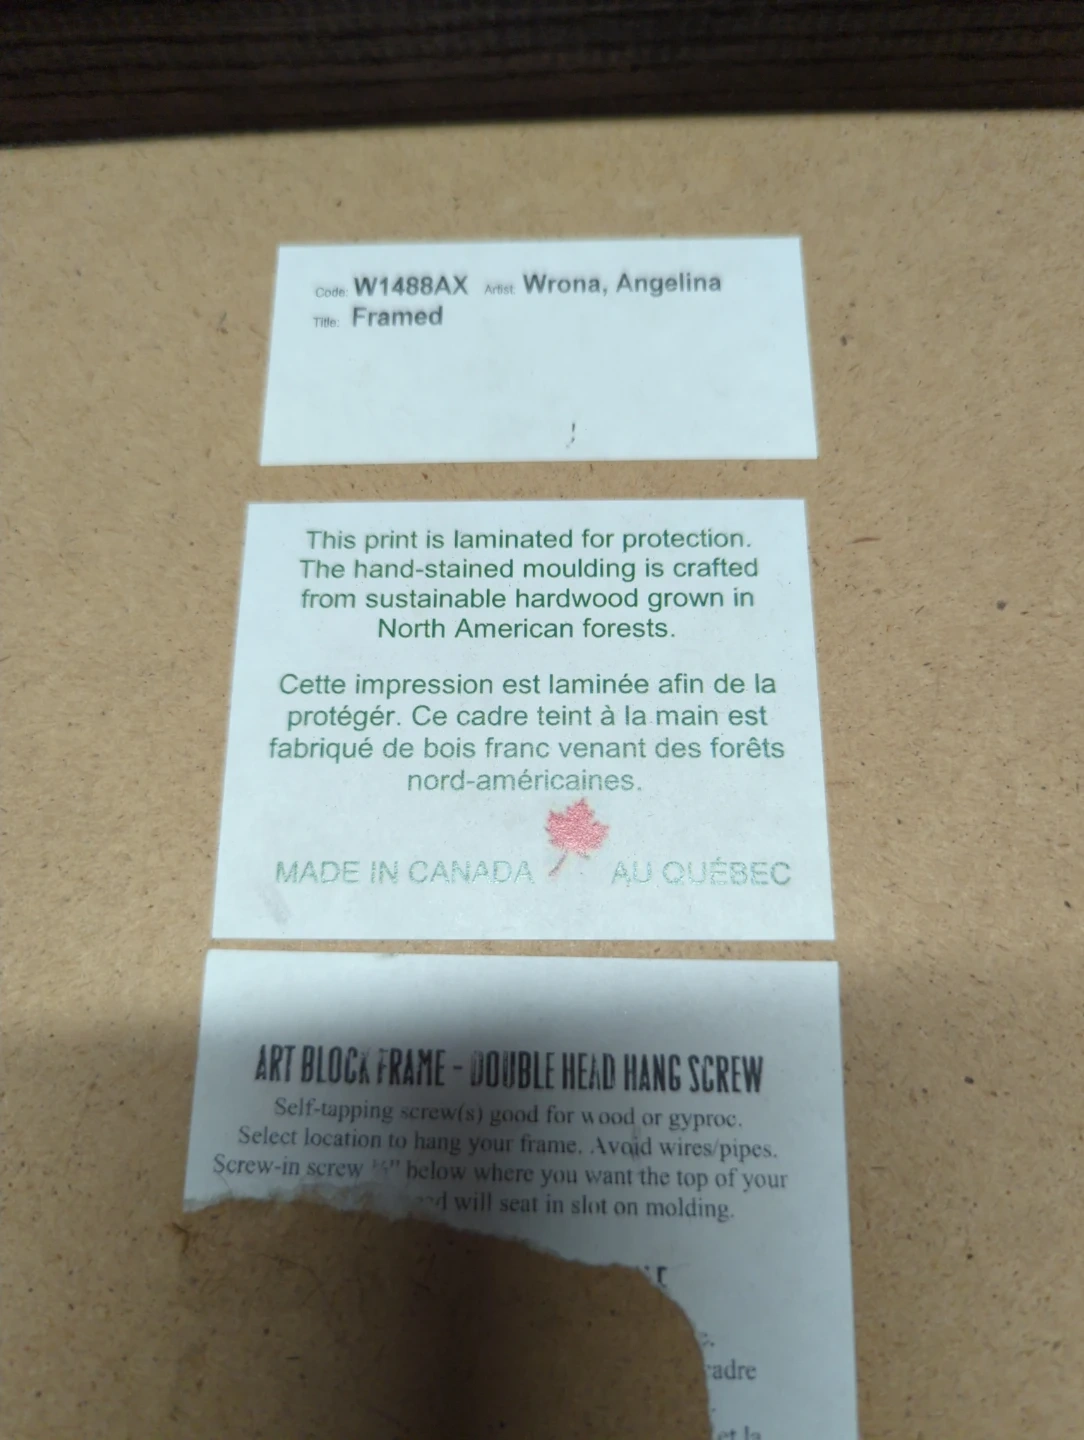 Code: W1488AX Artist: Wrona, Angelina
Title: Framed
This print is laminated for protection.
The hand-stained moulding is crafted
from sustainable hardwood grown in
North American forests.
Cette impression est laminée afin de la
protégér. Ce cadre teint à la main est
fabriqué de bois franc venant des forêts
nord-américaines.
MADE IN CANADA AU QUÉBEC
ART BLOCK FRAME - DOUBLE HEAD HANG SCREW
Self-tapping screw(s) good for wood or gyproc.
Select location to hang your frame. Avoid wires/pipes.
Screw-in screw below where you want the top of your
will seat in slot on molding.
cadre
et la